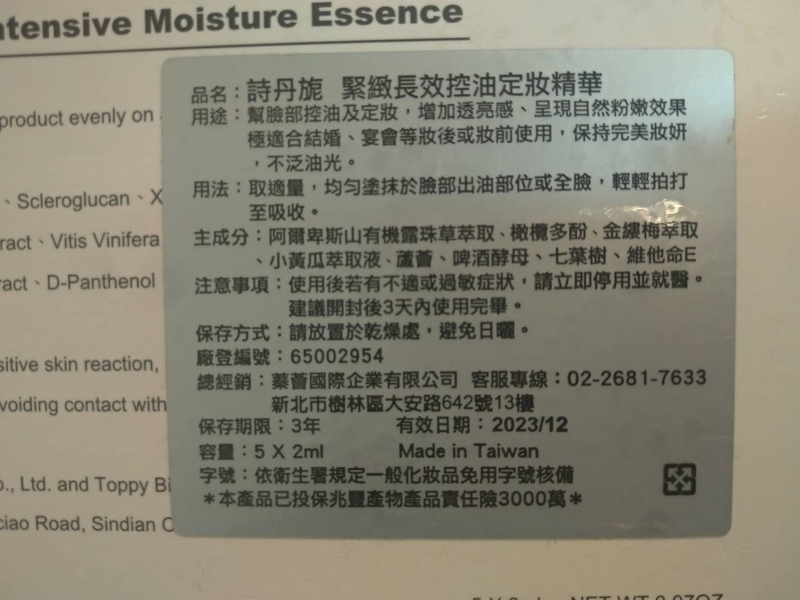 ntensive Moisture Essence
product evenly on
、Scleroglucan、X
ract、Vitis Vinifera
ract、D-Panthenol
sitive skin reaction,
voiding contact with
o., Ltd. and Toppy Bi
ciao Road, Sindian C
品名：詩丹旎 緊緻長效控油定妝精華
用途：幫臉部控油及定妝，增加透亮感、呈現自然粉嫩效果
極適合結婚、宴會等妝後或妝前使用，保持完美妝妍
，不泛油光。
用法：取適量，均勻塗抹於臉部出油部位或全臉，輕輕拍打
至吸收。
主成分：阿爾卑斯山有機露珠草萃取、橄欖多酚、金縷梅萃取
、小黃瓜萃取液、蘆薈、啤酒酵母、七葉樹、維他命E
注意事項：使用後若有不適或過敏症狀，請立即停用並就醫。
建議開封後3天內使用完畢。
保存方式：請放置於乾燥處，避免日曬。
廠登編號：65002954
總經銷：蓁薈國際企業有限公司 客服專線：02-2681-7633
新北市樹林區大安路642號13樓
保存期限：3年 有效日期：2023/12
容量：5 X 2ml Made in Taiwan
字號：依衛生署規定一般化妝品免用字號核備
＊本產品已投保兆豐產物產品責任險3000萬＊